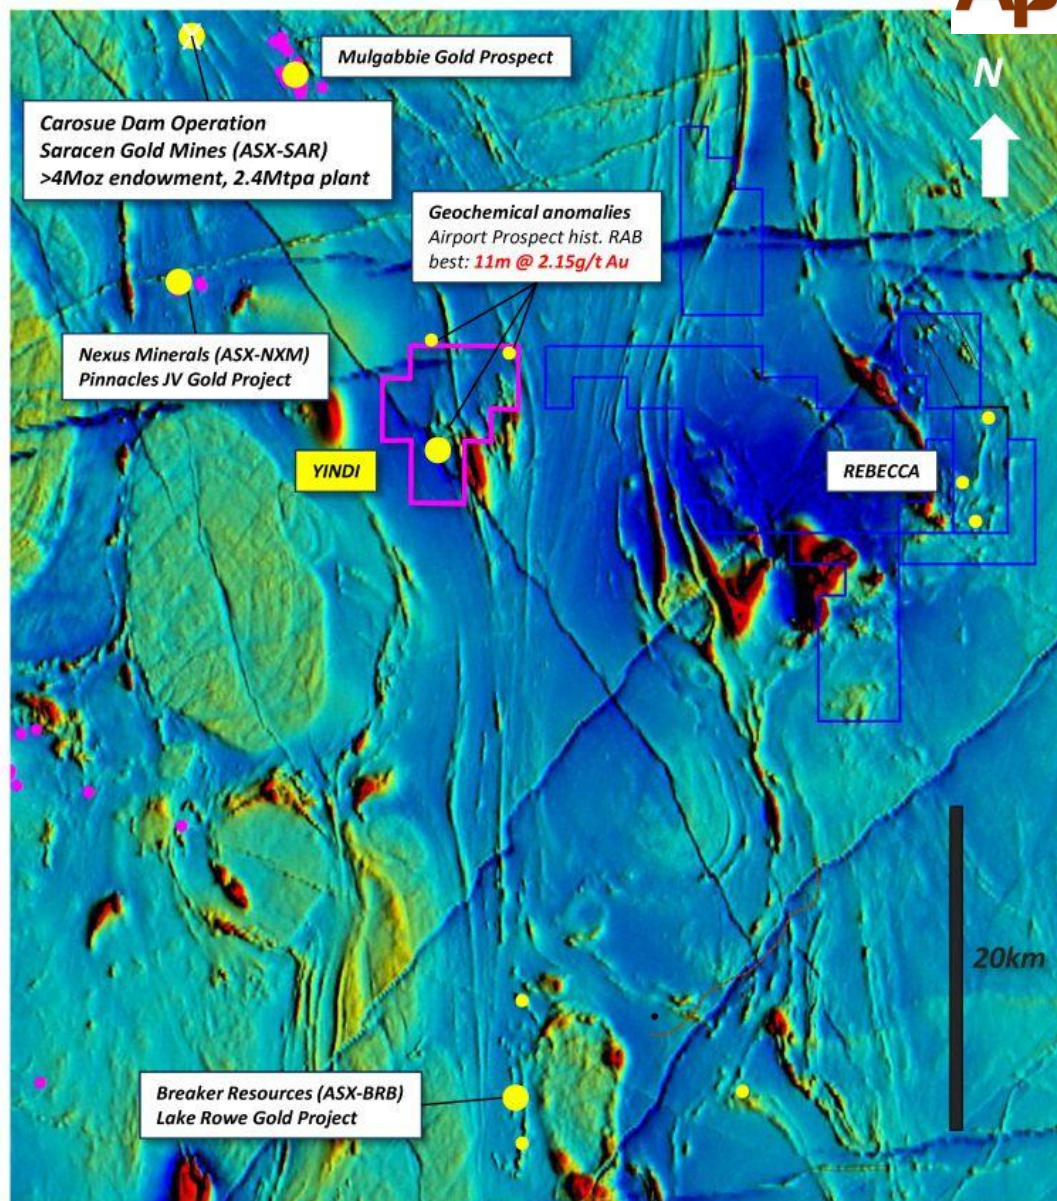 Mulgabbie Gold Prospect
N
Carosue Dam Operation
Saracen Gold Mines (ASX-SAR)
>4Moz endowment, 2.4Mtpa plant
Geochemical anomalies
Airport Prospect hist. RAB
best: 11m @ 2.15g/t Au
Nexus Minerals (ASX-NXM)
Pinnacles JV Gold Project
YINDI
REBECCA
20km
Breaker Resources (ASX-BRB)
Lake Rowe Gold Project